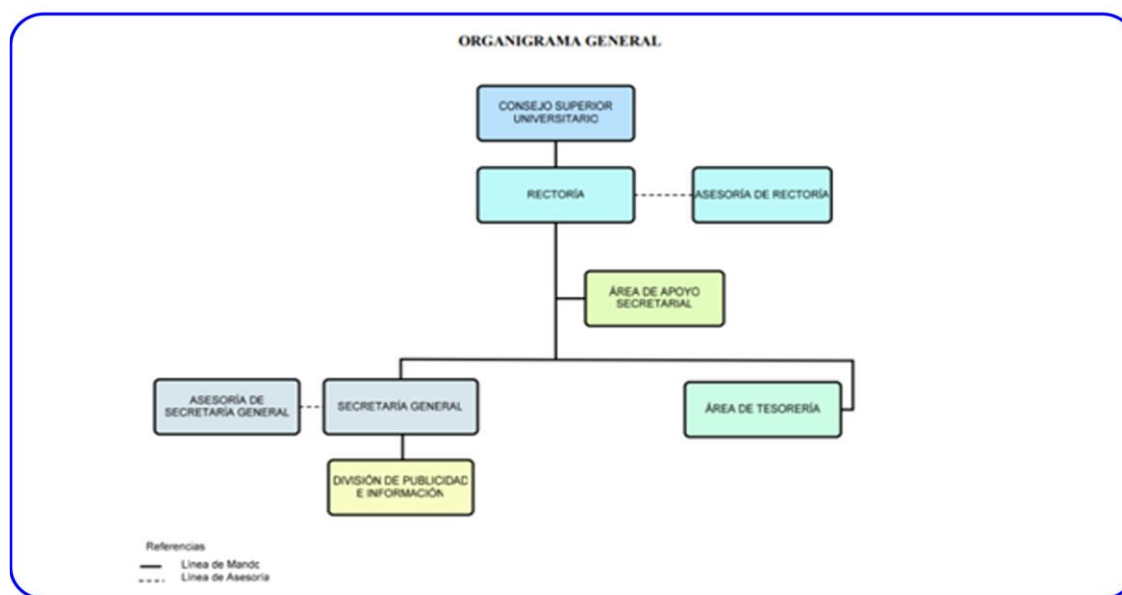 ORGANIGRAMA GENERAL
CONSEJO SUPERIOR
UNIVERSITARIO
RECTORÍA
ASESORÍA DE RECTORÍA
ÁREA DE APOYO
SECRETARIAL
ASESORÍA DE
SECRETARÍA GENERAL
SECRETARÍA GENERAL
ÁREA DE TESORERÍA
DIVISIÓN DE PUBLICIDAD
E INFORMACIÓN
Referencias
Línea de Mando
Línea de Asesoría